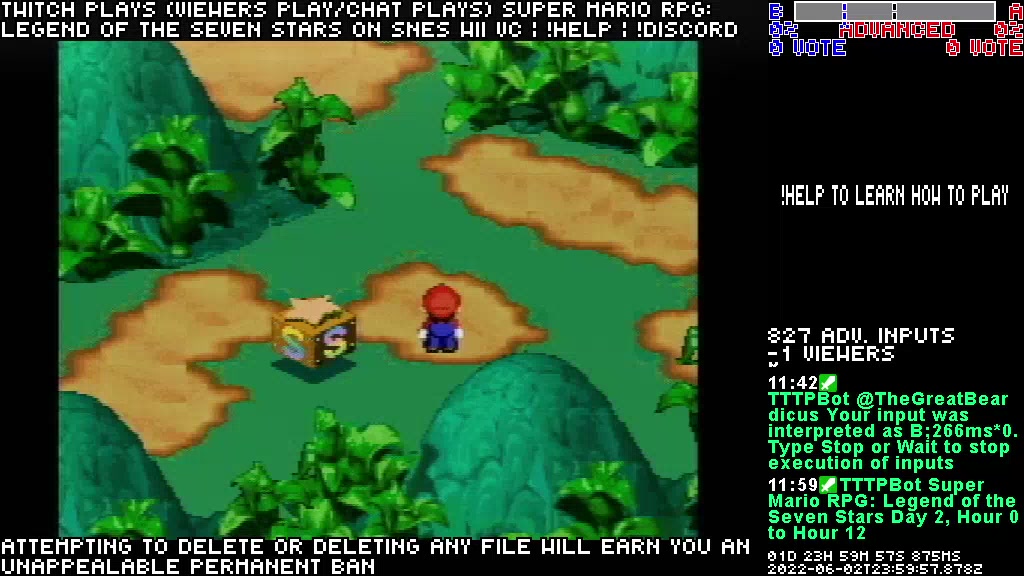 TWITCH PLAYS (VIEWERS PLAY/CHAT PLAYS) SUPER MARIO RPG:
LEGEND OF THE SEVEN STARS ON SNES WII VC ¦ !HELP ¦ !DISCORD
B A
0% ADVANCED 0%
0 VOTE 0 VOTE
!HELP TO LEARN HOW TO PLAY
S S
827 ADV. INPUTS
-1 VIEWERS
11:42
TTTPBot @TheGreatBear
dicus Your input was
interpreted as B;266ms*0.
Type Stop or Wait to stop
execution of inputs
11:59 TTTPBot Super
Mario RPG: Legend of the
Seven Stars Day 2, Hour 0
to Hour 12
ATTEMPTING TO DELETE OR DELETING ANY FILE WILL EARN YOU AN
UNAPPEALABLE PERMANENT BAN
01D 23H 59M 57S 875MS
2022-06-02T23:59:57.878Z